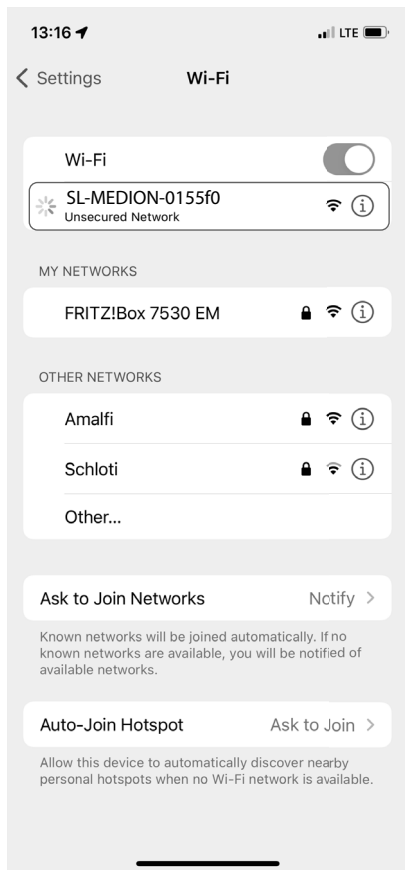 13:16 LTE
Settings Wi-Fi
Wi-Fi
SL-MEDION-0155f0
Unsecured Network
MY NETWORKS
FRITZ!Box 7530 EM
OTHER NETWORKS
Amalfi
Schloti
Other...
Ask to Join Networks Notify
Known networks will be joined automatically. If no
known networks are available, you will be notified of
available networks.
Auto-Join Hotspot Ask to Join
Allow this device to automatically discover nearby
personal hotspots when no Wi-Fi network is available.